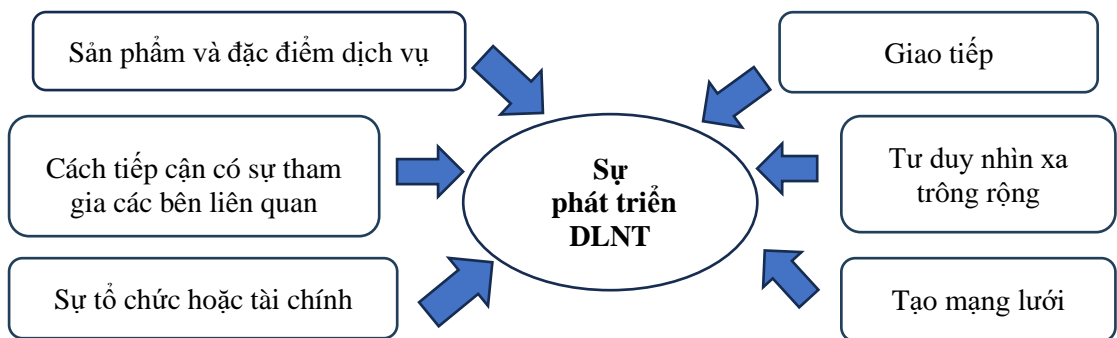 Sản phẩm và đặc điểm dịch vụ
Cách tiếp cận có sự tham
gia các bên liên quan
Sự tổ chức hoặc tài chính
Sự
phát triển
DLNT
Giao tiếp
Tư duy nhìn xa
trông rộng
Tạo mạng lưới